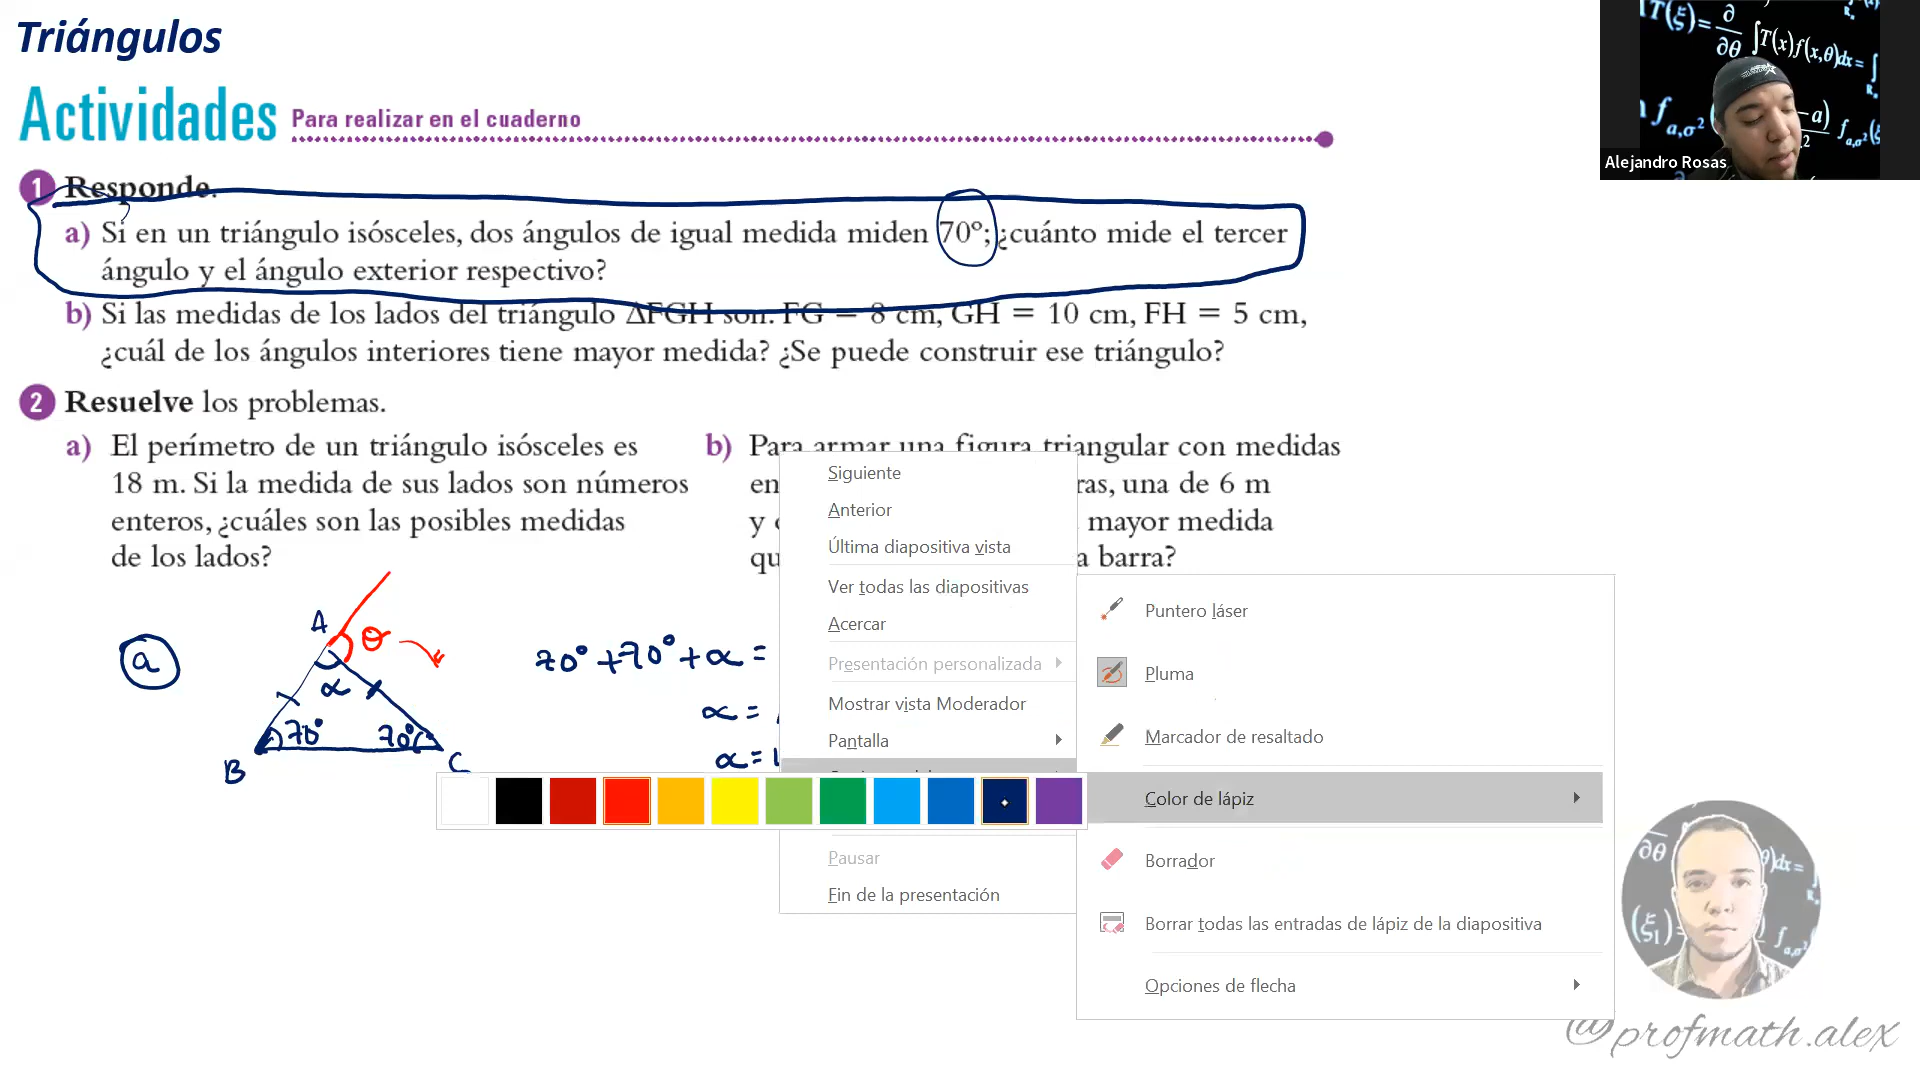 Triángulos
Actividades Para realizar en el cuaderno
1 Responde.
a) Si en un triángulo isósceles, dos ángulos de igual medida miden 70º; ¿cuánto mide el tercer
ángulo y el ángulo exterior respectivo?
b) Si las medidas de los lados del triángulo ΔFGH son: FG = 8 cm, GH = 10 cm, FH = 5 cm,
¿cuál de los ángulos interiores tiene mayor medida? ¿Se puede construir ese triángulo?
2 Resuelve los problemas.
a) El perímetro de un triángulo isósceles es
18 m. Si la medida de sus lados son números
enteros, ¿cuáles son las posibles medidas
de los lados?
b) Para armar una figura triangular con medidas
en ras, una de 6 m
y mayor medida
qu a barra?
a
A
θ
α
70°
70°
B
C
70° + 70° + α =
α =
α =
Siguiente
Anterior
Última diapositiva vista
Ver todas las diapositivas
Acercar
Presentación personalizada
Mostrar vista Moderador
Pantalla
Pausar
Fin de la presentación
Puntero láser
Pluma
Marcador de resaltado
Color de lápiz
Borrador
Borrar todas las entradas de lápiz de la diapositiva
Opciones de flecha
Alejandro Rosas
@profmath.alex